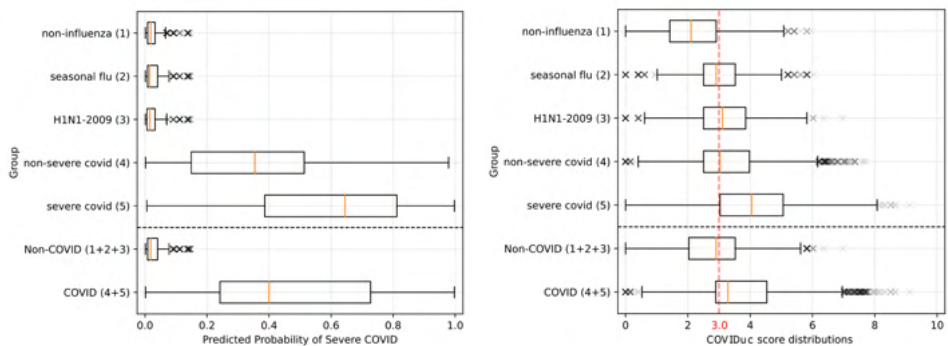 non-influenza (1)
seasonal flu (2)
H1N1-2009 (3)
non-severe covid (4)
severe covid (5)
Non-COVID (1+2+3)
COVID (4+5)
Group
0.0 0.2 0.4 0.6 0.8 1.0
Predicted Probability of Severe COVID
non-influenza (1)
seasonal flu (2)
H1N1-2009 (3)
non-severe covid (4)
severe covid (5)
Non-COVID (1+2+3)
COVID (4+5)
Group
0 2 3.0 4 6 8 10
COVIDuc score distributions